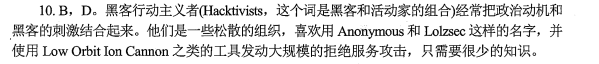 10. B，D。黑客行动主义者(Hacktivists，这个词是黑客和活动家的组合)经常把政治动机和
黑客的刺激结合起来。他们是一些松散的组织，喜欢用 Anonymous 和 Lolzsec 这样的名字，并
使用 Low Orbit Ion Cannon 之类的工具发动大规模的拒绝服务攻击，只需要很少的知识。